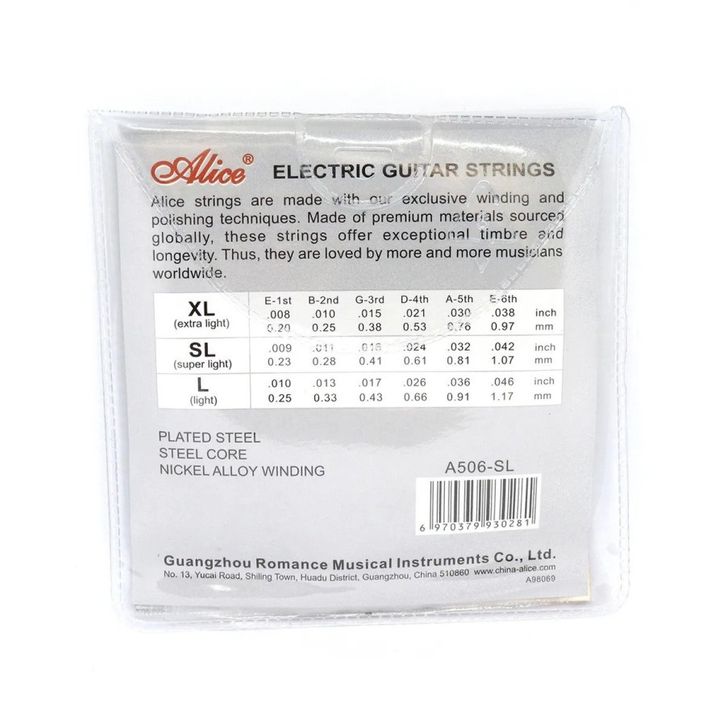 Alice® ELECTRIC GUITAR STRINGS
Alice strings are made with our exclusive winding and
polishing techniques. Made of premium materials sourced
globally, these strings offer exceptional timbre and
longevity. Thus, they are loved by more and more musicians
worldwide.
XL (extra light) E-1st B-2nd G-3rd D-4th A-5th E-6th
.008 .010 .015 .021 .030 .038 inch
0.20 0.25 0.38 0.53 0.76 0.97 mm
SL (super light) .009 .011 .016 .024 .032 .042 inch
0.23 0.28 0.41 0.61 0.81 1.07 mm
L (light) .010 .013 .017 .026 .036 .046 inch
0.25 0.33 0.43 0.66 0.91 1.17 mm
PLATED STEEL
STEEL CORE
NICKEL ALLOY WINDING
A506-SL
6 970379 930281
Guangzhou Romance Musical Instruments Co., Ltd.
No. 13, Yucai Road, Shiling Town, Huadu District, Guangzhou, China 510860 www.china-alice.com
A98069